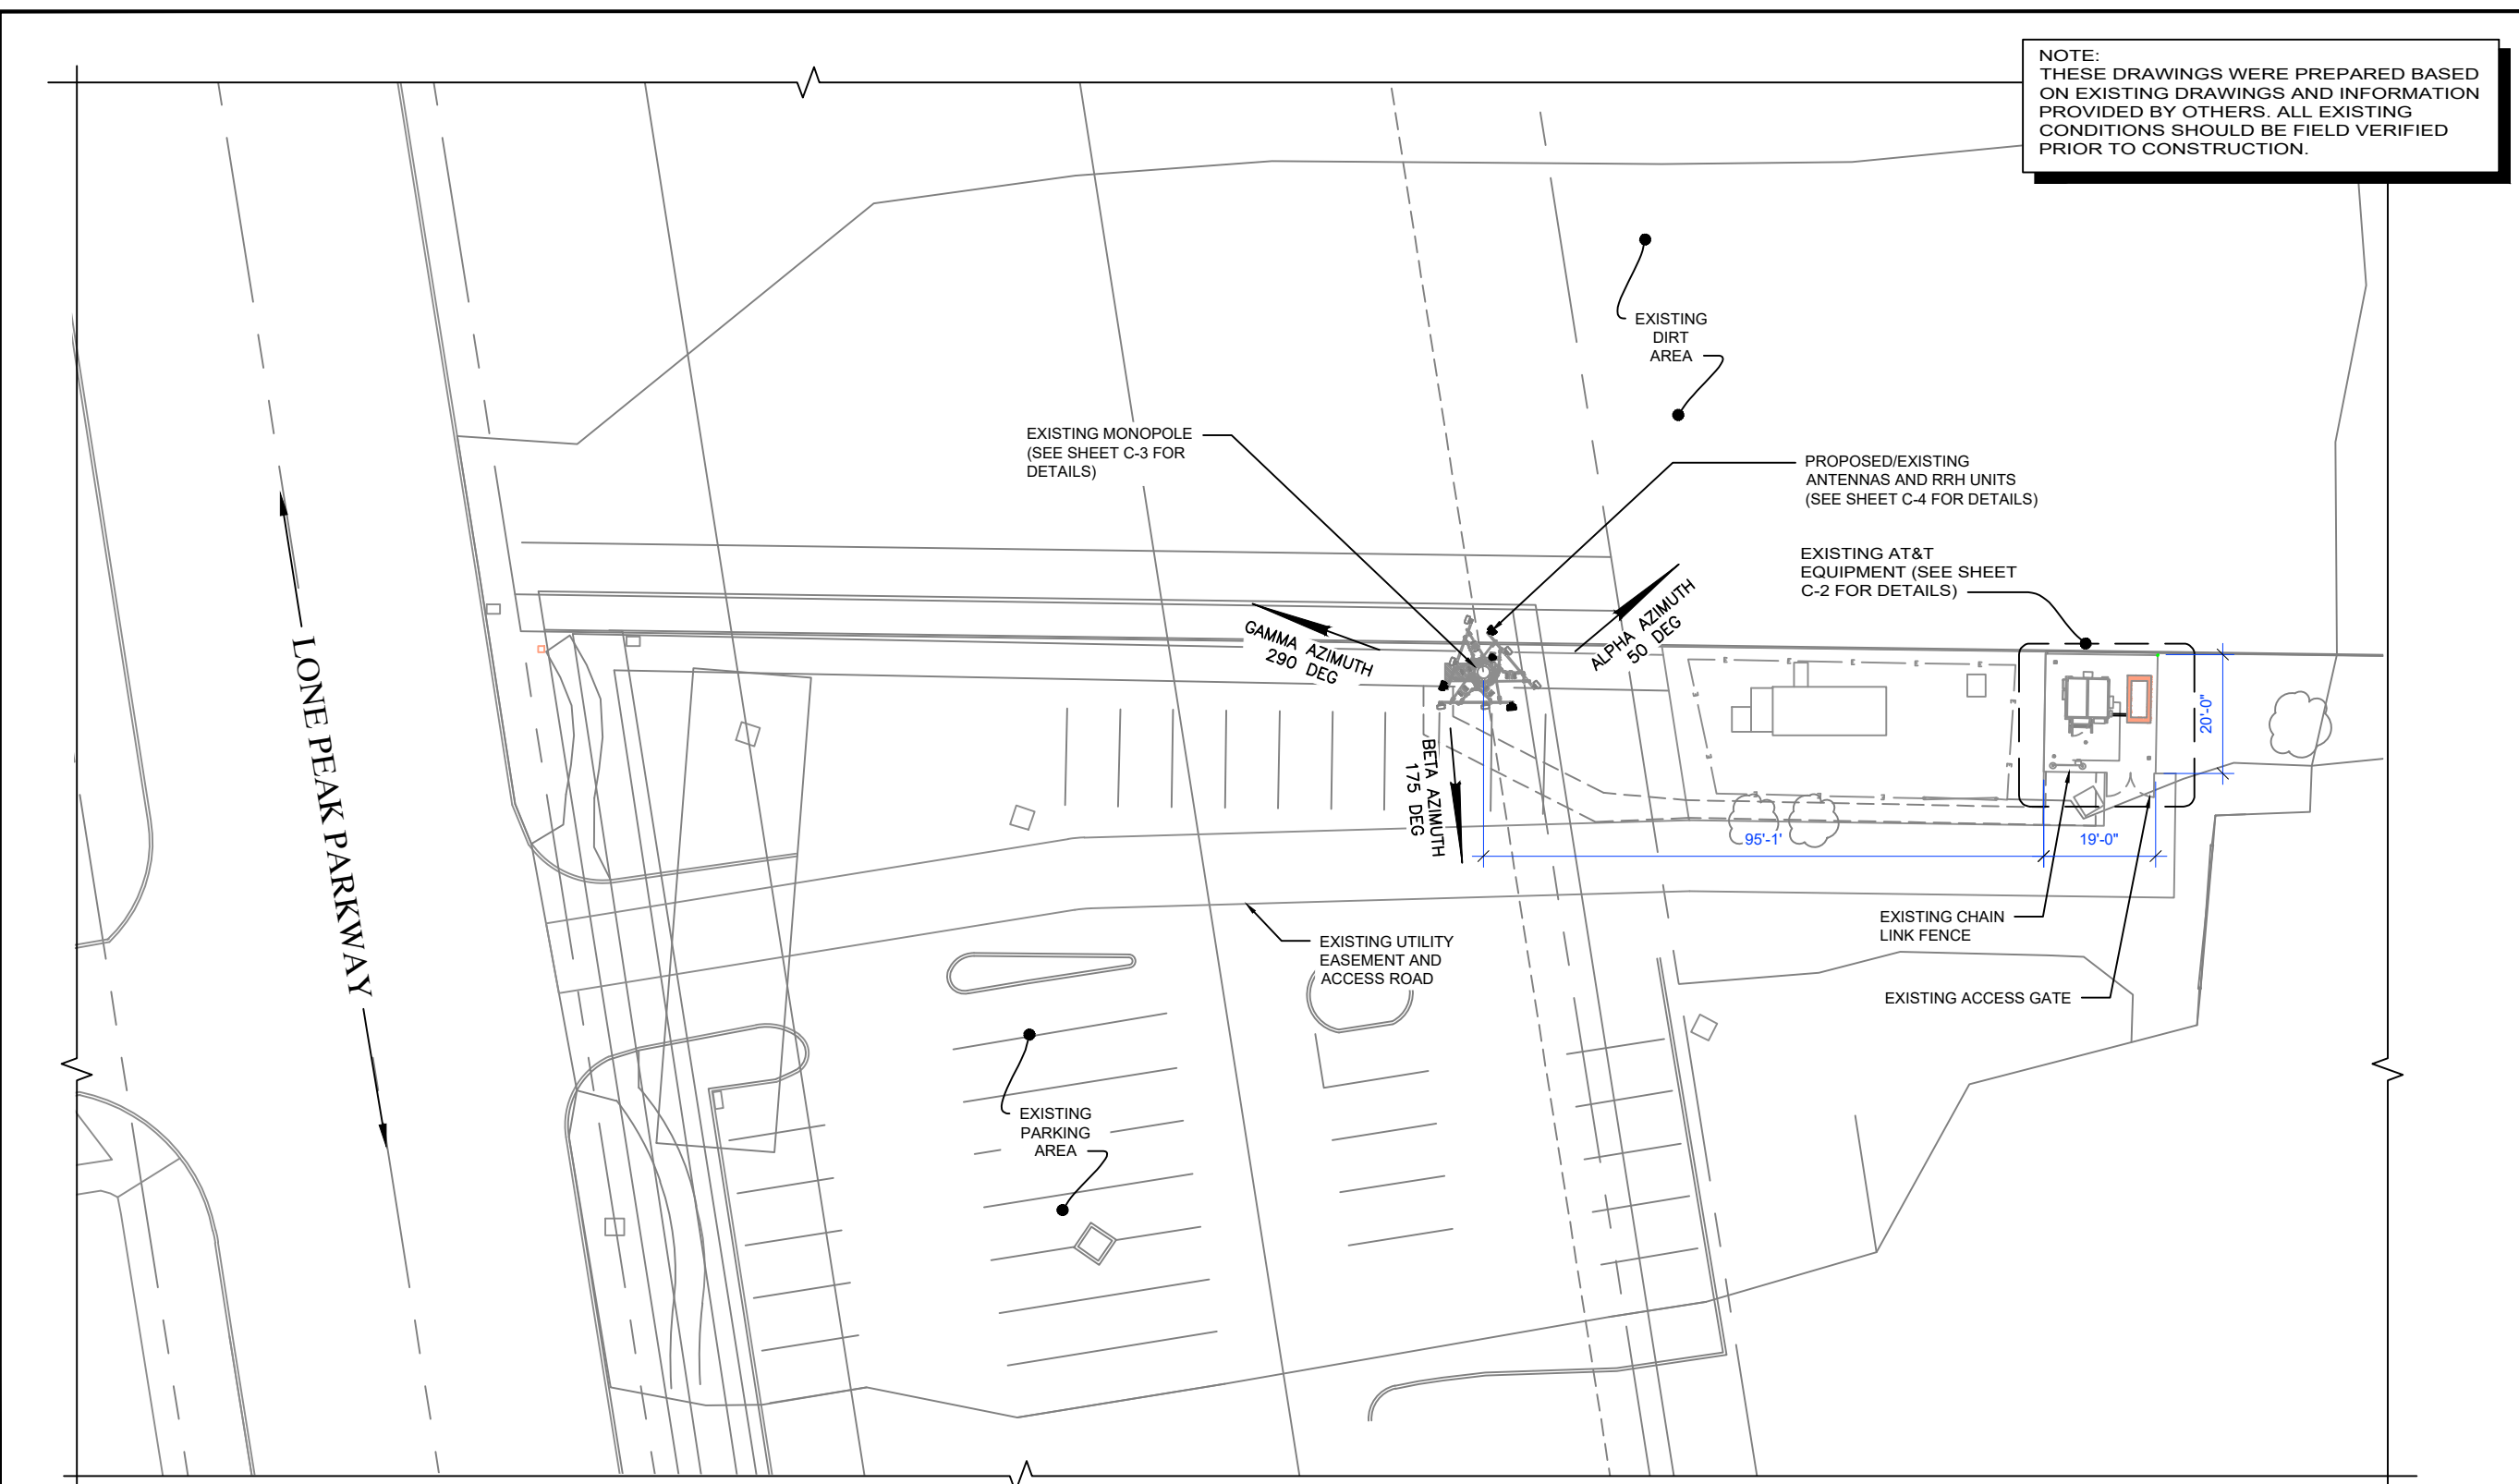 NOTE:
THESE DRAWINGS WERE PREPARED BASED
ON EXISTING DRAWINGS AND INFORMATION
PROVIDED BY OTHERS. ALL EXISTING
CONDITIONS SHOULD BE FIELD VERIFIED
PRIOR TO CONSTRUCTION.
EXISTING
DIRT
AREA
EXISTING MONOPOLE
(SEE SHEET C-3 FOR
DETAILS)
PROPOSED/EXISTING
ANTENNAS AND RRH UNITS
(SEE SHEET C-4 FOR DETAILS)
EXISTING AT&T
EQUIPMENT (SEE SHEET
C-2 FOR DETAILS)
GAMMA AZIMUTH
290 DEG
ALPHA AZIMUTH
50 DEG
BETA AZIMUTH
175 DEG
LONE PEAK PARKWAY
20'-0"
95'-1'
19'-0"
EXISTING CHAIN
LINK FENCE
EXISTING UTILITY
EASEMENT AND
ACCESS ROAD
EXISTING ACCESS GATE
EXISTING
PARKING
AREA